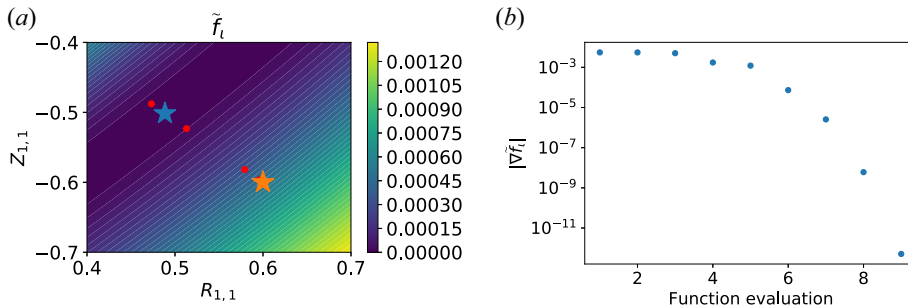 (a)
f̃ι
−0.4
−0.5
−0.6
−0.7
Z1, 1
0.4 0.5 0.6 0.7
R1, 1
0.00120
0.00105
0.00090
0.00075
0.00060
0.00045
0.00030
0.00015
0.00000
(b)
|∇f̃ι|
10−3
10−5
10−7
10−9
10−11
2 4 6 8
Function evaluation